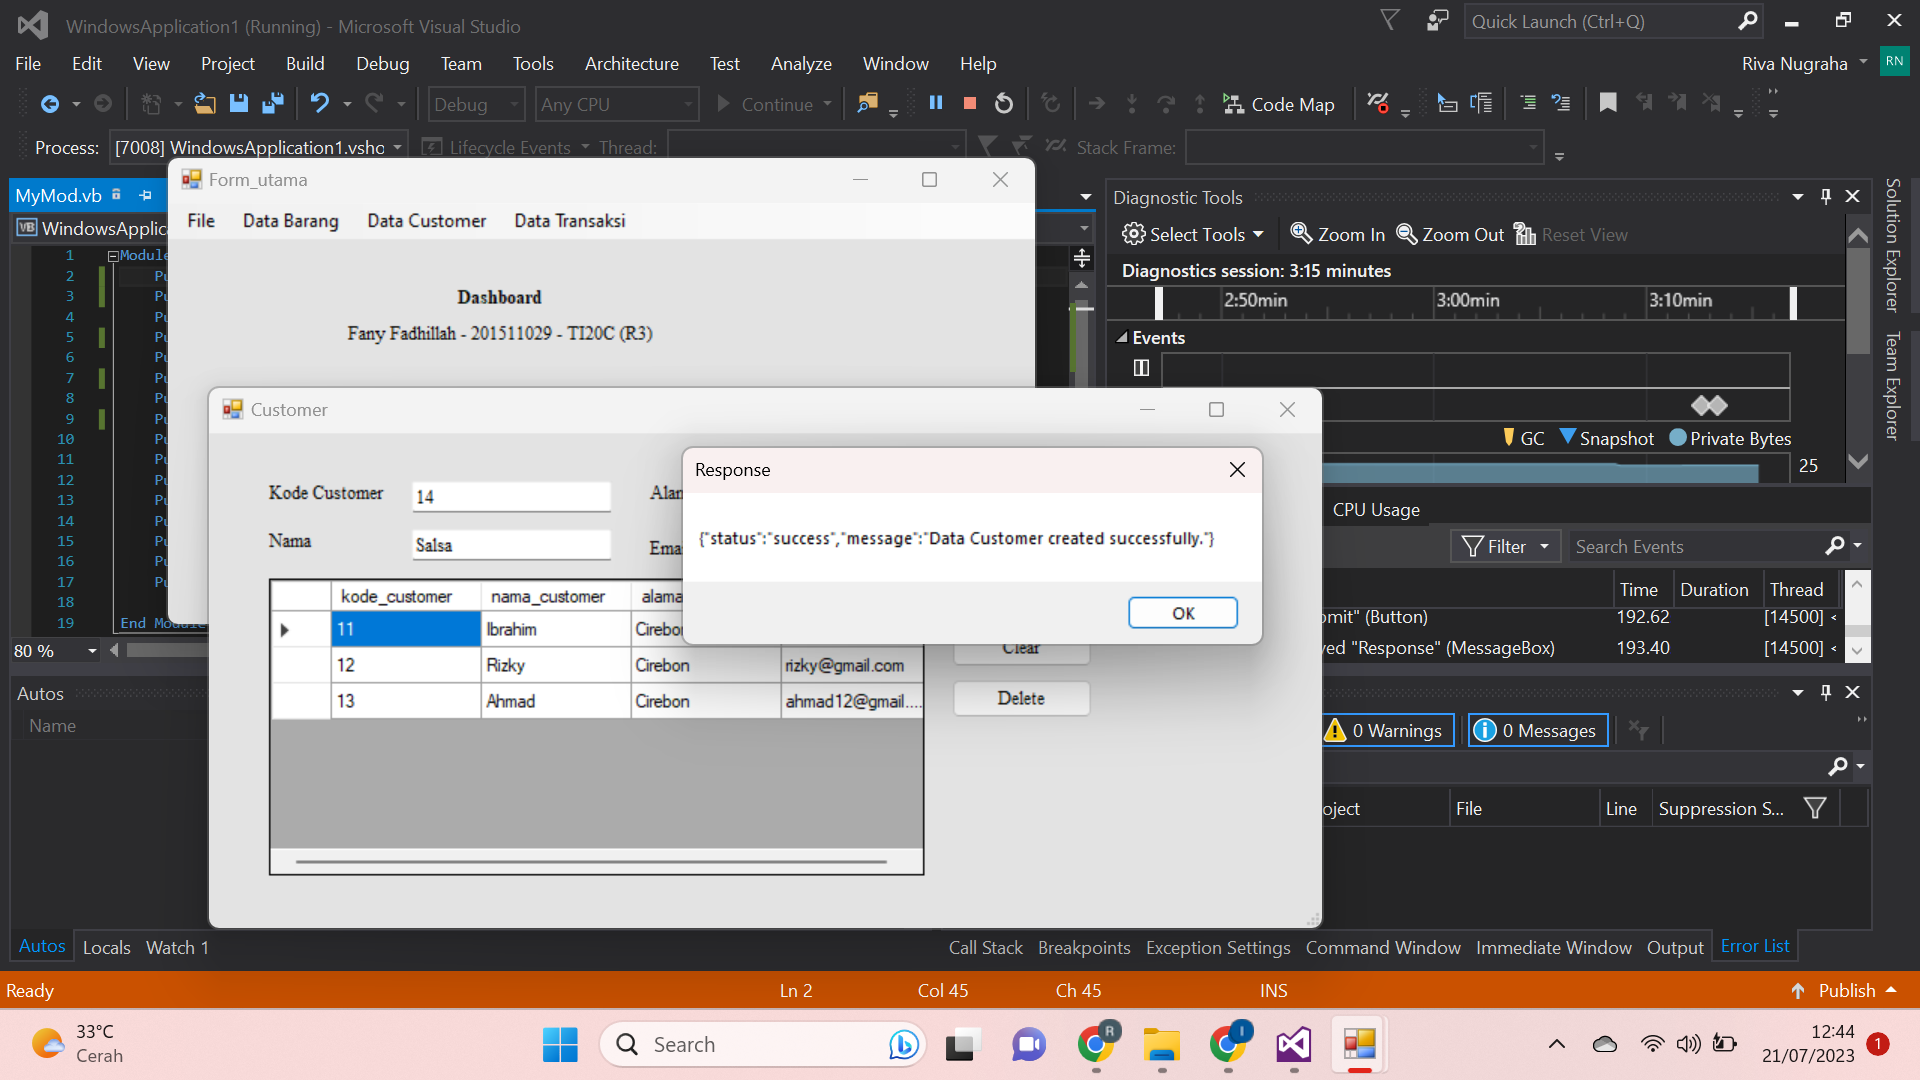 WindowsApplication1 (Running) - Microsoft Visual Studio
Quick Launch (Ctrl+Q)
File Edit View Project Build Debug Team Tools Architecture Test Analyze Window Help
Riva Nugraha RN
Debug Any CPU Continue Code Map
Process: [7008] WindowsApplication1.vsho Lifecycle Events Thread: Stack Frame:
MyMod.vb
WindowsApplic
1 Module
2 Pu
3 Pu
4 Pu
5 Pu
6 Pu
7 Pu
8 Pu
9 Pu
10 Pu
11 Pu
12 Pu
13 Pu
14 Pu
15 Pu
16 Pu
17 Pu
18
19 End Module
80 %
Form_utama
File Data Barang Data Customer Data Transaksi
Dashboard
Fany Fadhillah - 201511029 - TI20C (R3)
Customer
Kode Customer 14 Alan
Nama Salsa Emai
kode_customer nama_customer alama
11 Ibrahim Cirebo
12 Rizky Cirebon rizky@gmail.com
13 Ahmad Cirebon ahmad12@gmail....
Clear
Delete
Response
{"status":"success","message":"Data Customer created successfully."}
OK
Diagnostic Tools
Select Tools Zoom In Zoom Out Reset View
Diagnostics session: 3:15 minutes
2:50min 3:00min 3:10min
Events
GC Snapshot Private Bytes
25
CPU Usage
Filter Search Events
Time Duration Thread
omit" (Button) 192.62 [14500] <
yed "Response" (MessageBox) 193.40 [14500] <
Solution Explorer
Team Explorer
0 Warnings 0 Messages
oject File Line Suppression S...
Autos
Name
Autos Locals Watch 1
Call Stack Breakpoints Exception Settings Command Window Immediate Window Output Error List
Ready Ln 2 Col 45 Ch 45 INS Publish
33°C
Cerah
Search
R
I
12:44
21/07/2023
1